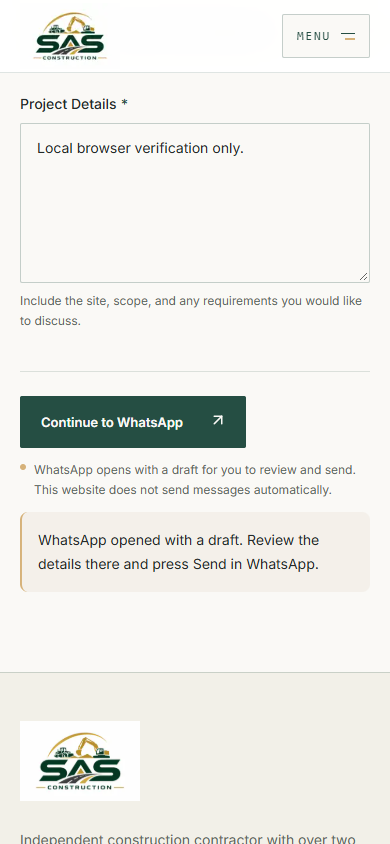 SAS
CONSTRUCTION
MENU
Project Details *
Local browser verification only.
Include the site, scope, and any requirements you would like
to discuss.
Continue to WhatsApp
WhatsApp opens with a draft for you to review and send.
This website does not send messages automatically.
WhatsApp opened with a draft. Review the
details there and press Send in WhatsApp.
SAS
CONSTRUCTION
Independent construction contractor with over two